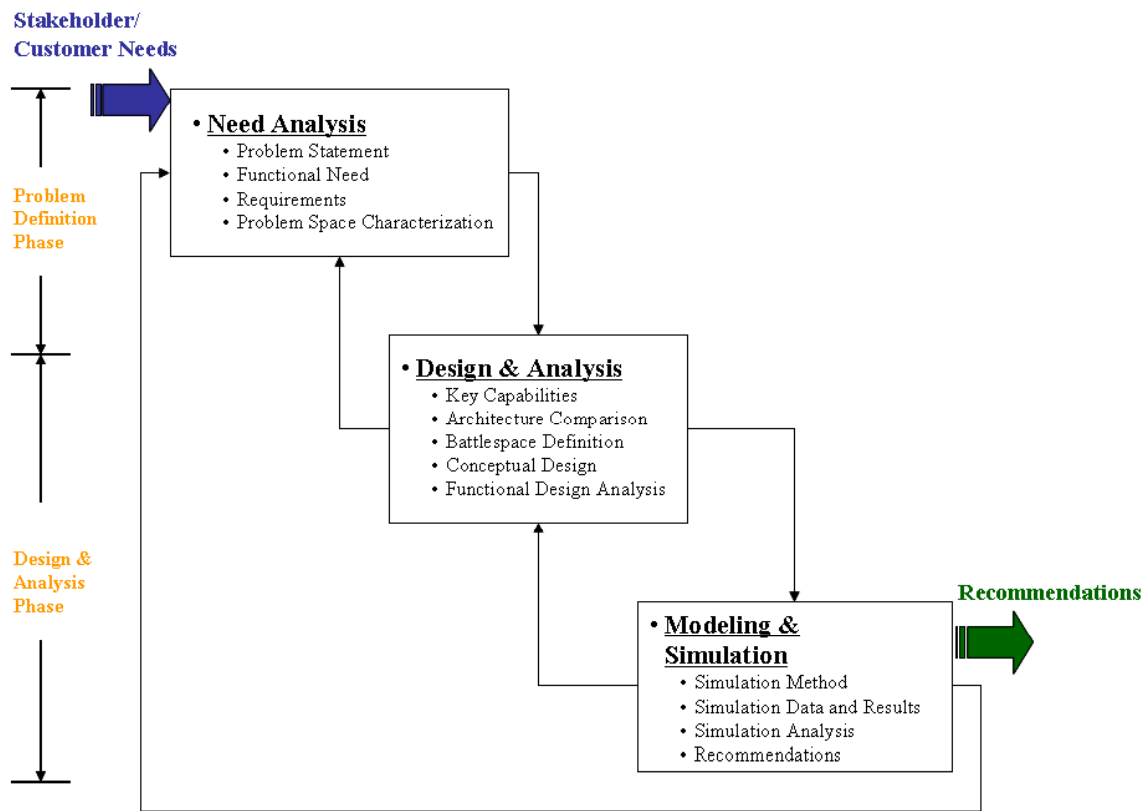 Stakeholder/
Customer Needs
• Need Analysis
• Problem Statement
• Functional Need
• Requirements
• Problem Space Characterization
Problem
Definition
Phase
• Design & Analysis
• Key Capabilities
• Architecture Comparison
• Battlespace Definition
• Conceptual Design
• Functional Design Analysis
Design &
Analysis
Phase
Recommendations
• Modeling &
Simulation
• Simulation Method
• Simulation Data and Results
• Simulation Analysis
• Recommendations